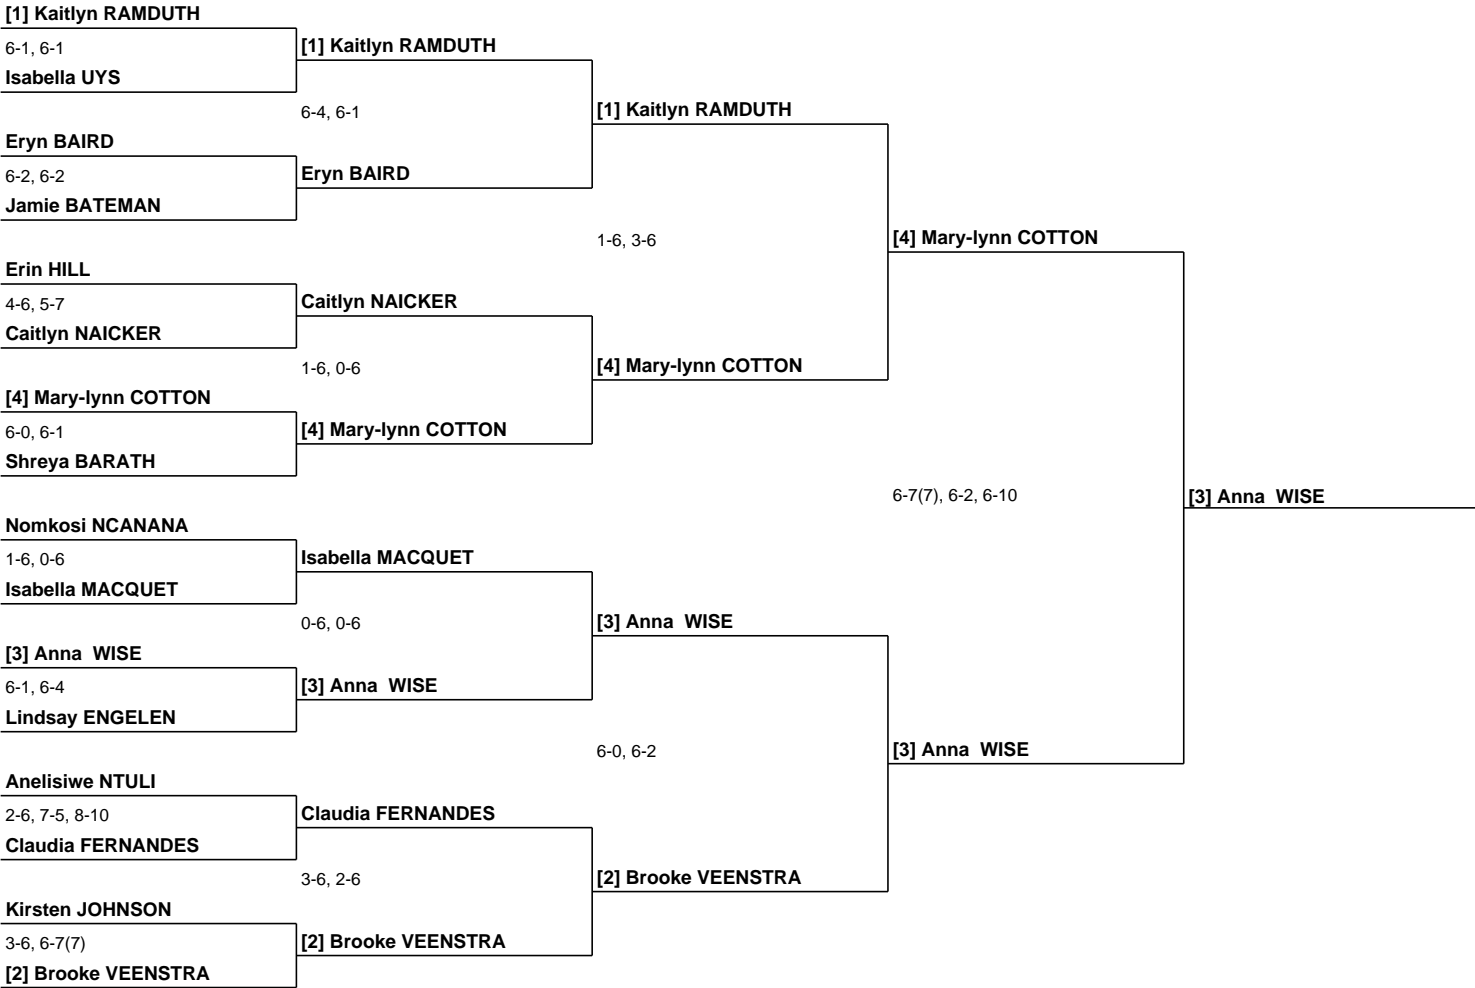 [1] Kaitlyn RAMDUTH
6-1, 6-1
Isabella UYS
[1] Kaitlyn RAMDUTH
6-4, 6-1
[1] Kaitlyn RAMDUTH
Eryn BAIRD
6-2, 6-2
Jamie BATEMAN
Eryn BAIRD
1-6, 3-6
[4] Mary-lynn COTTON
Erin HILL
4-6, 5-7
Caitlyn NAICKER
Caitlyn NAICKER
1-6, 0-6
[4] Mary-lynn COTTON
[4] Mary-lynn COTTON
6-0, 6-1
Shreya BARATH
[4] Mary-lynn COTTON
6-7(7), 6-2, 6-10
[3] Anna  WISE
Nomkosi NCANANA
1-6, 0-6
Isabella MACQUET
Isabella MACQUET
0-6, 0-6
[3] Anna  WISE
[3] Anna  WISE
6-1, 6-4
Lindsay ENGELEN
[3] Anna  WISE
6-0, 6-2
[3] Anna  WISE
Anelisiwe NTULI
2-6, 7-5, 8-10
Claudia FERNANDES
Claudia FERNANDES
3-6, 2-6
[2] Brooke VEENSTRA
Kirsten JOHNSON
3-6, 6-7(7)
[2] Brooke VEENSTRA
[2] Brooke VEENSTRA